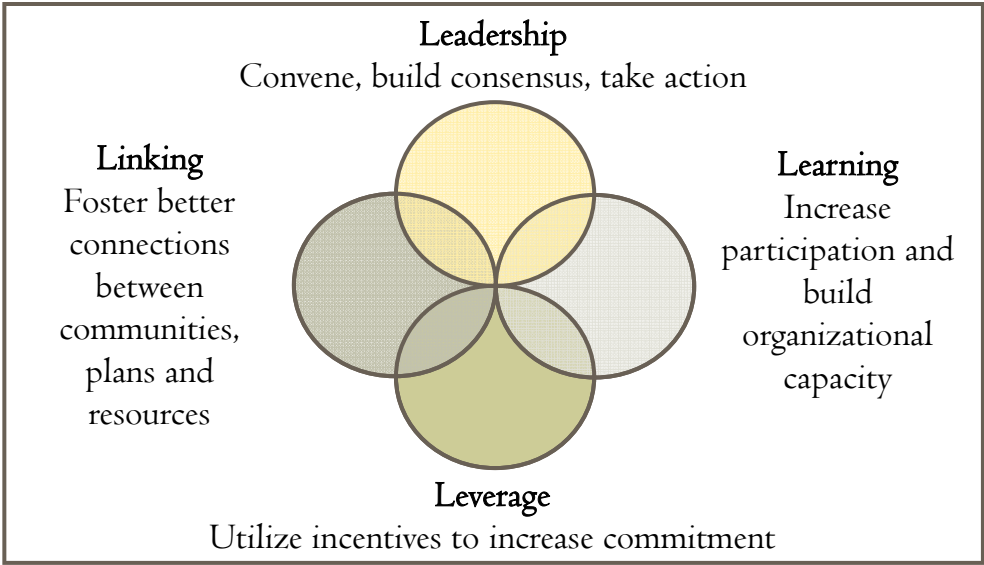 Leadership
Convene, build consensus, take action
Linking
Foster better
connections
between
communities,
plans and
resources
Learning
Increase
participation and
build
organizational
capacity
Leverage
Utilize incentives to increase commitment